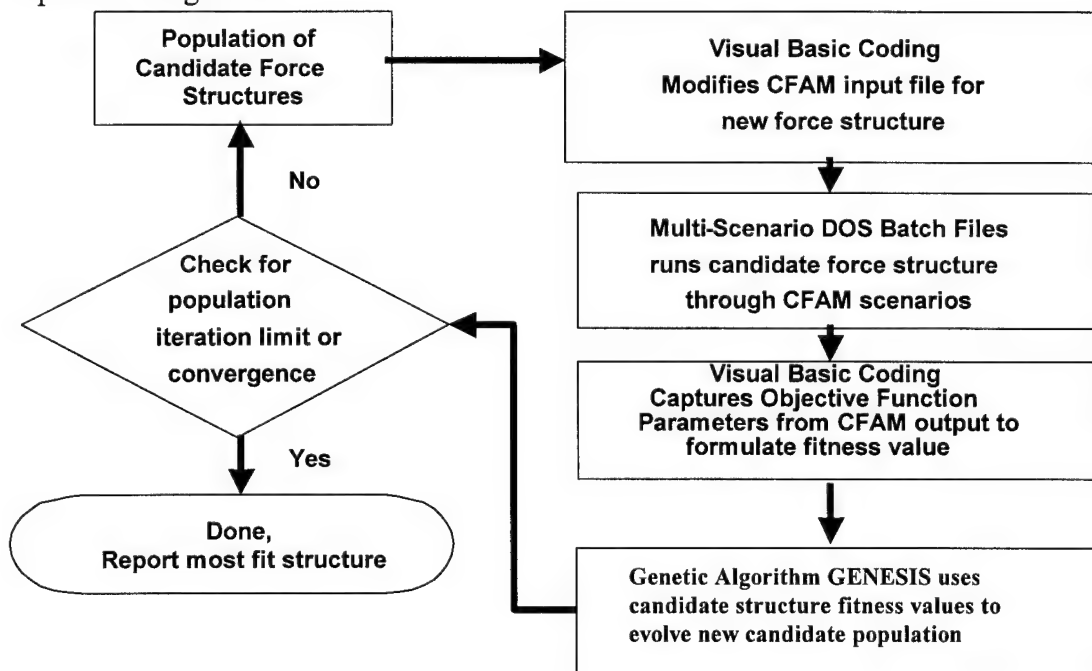 Population of
Candidate Force
Structures
Visual Basic Coding
Modifies CFAM input file for
new force structure
No
Multi-Scenario DOS Batch Files
runs candidate force structure
through CFAM scenarios
Check for
population
iteration limit or
convergence
Visual Basic Coding
Captures Objective Function
Parameters from CFAM output to
formulate fitness value
Yes
Done,
Report most fit structure
Genetic Algorithm GENESIS uses
candidate structure fitness values to
evolve new candidate population